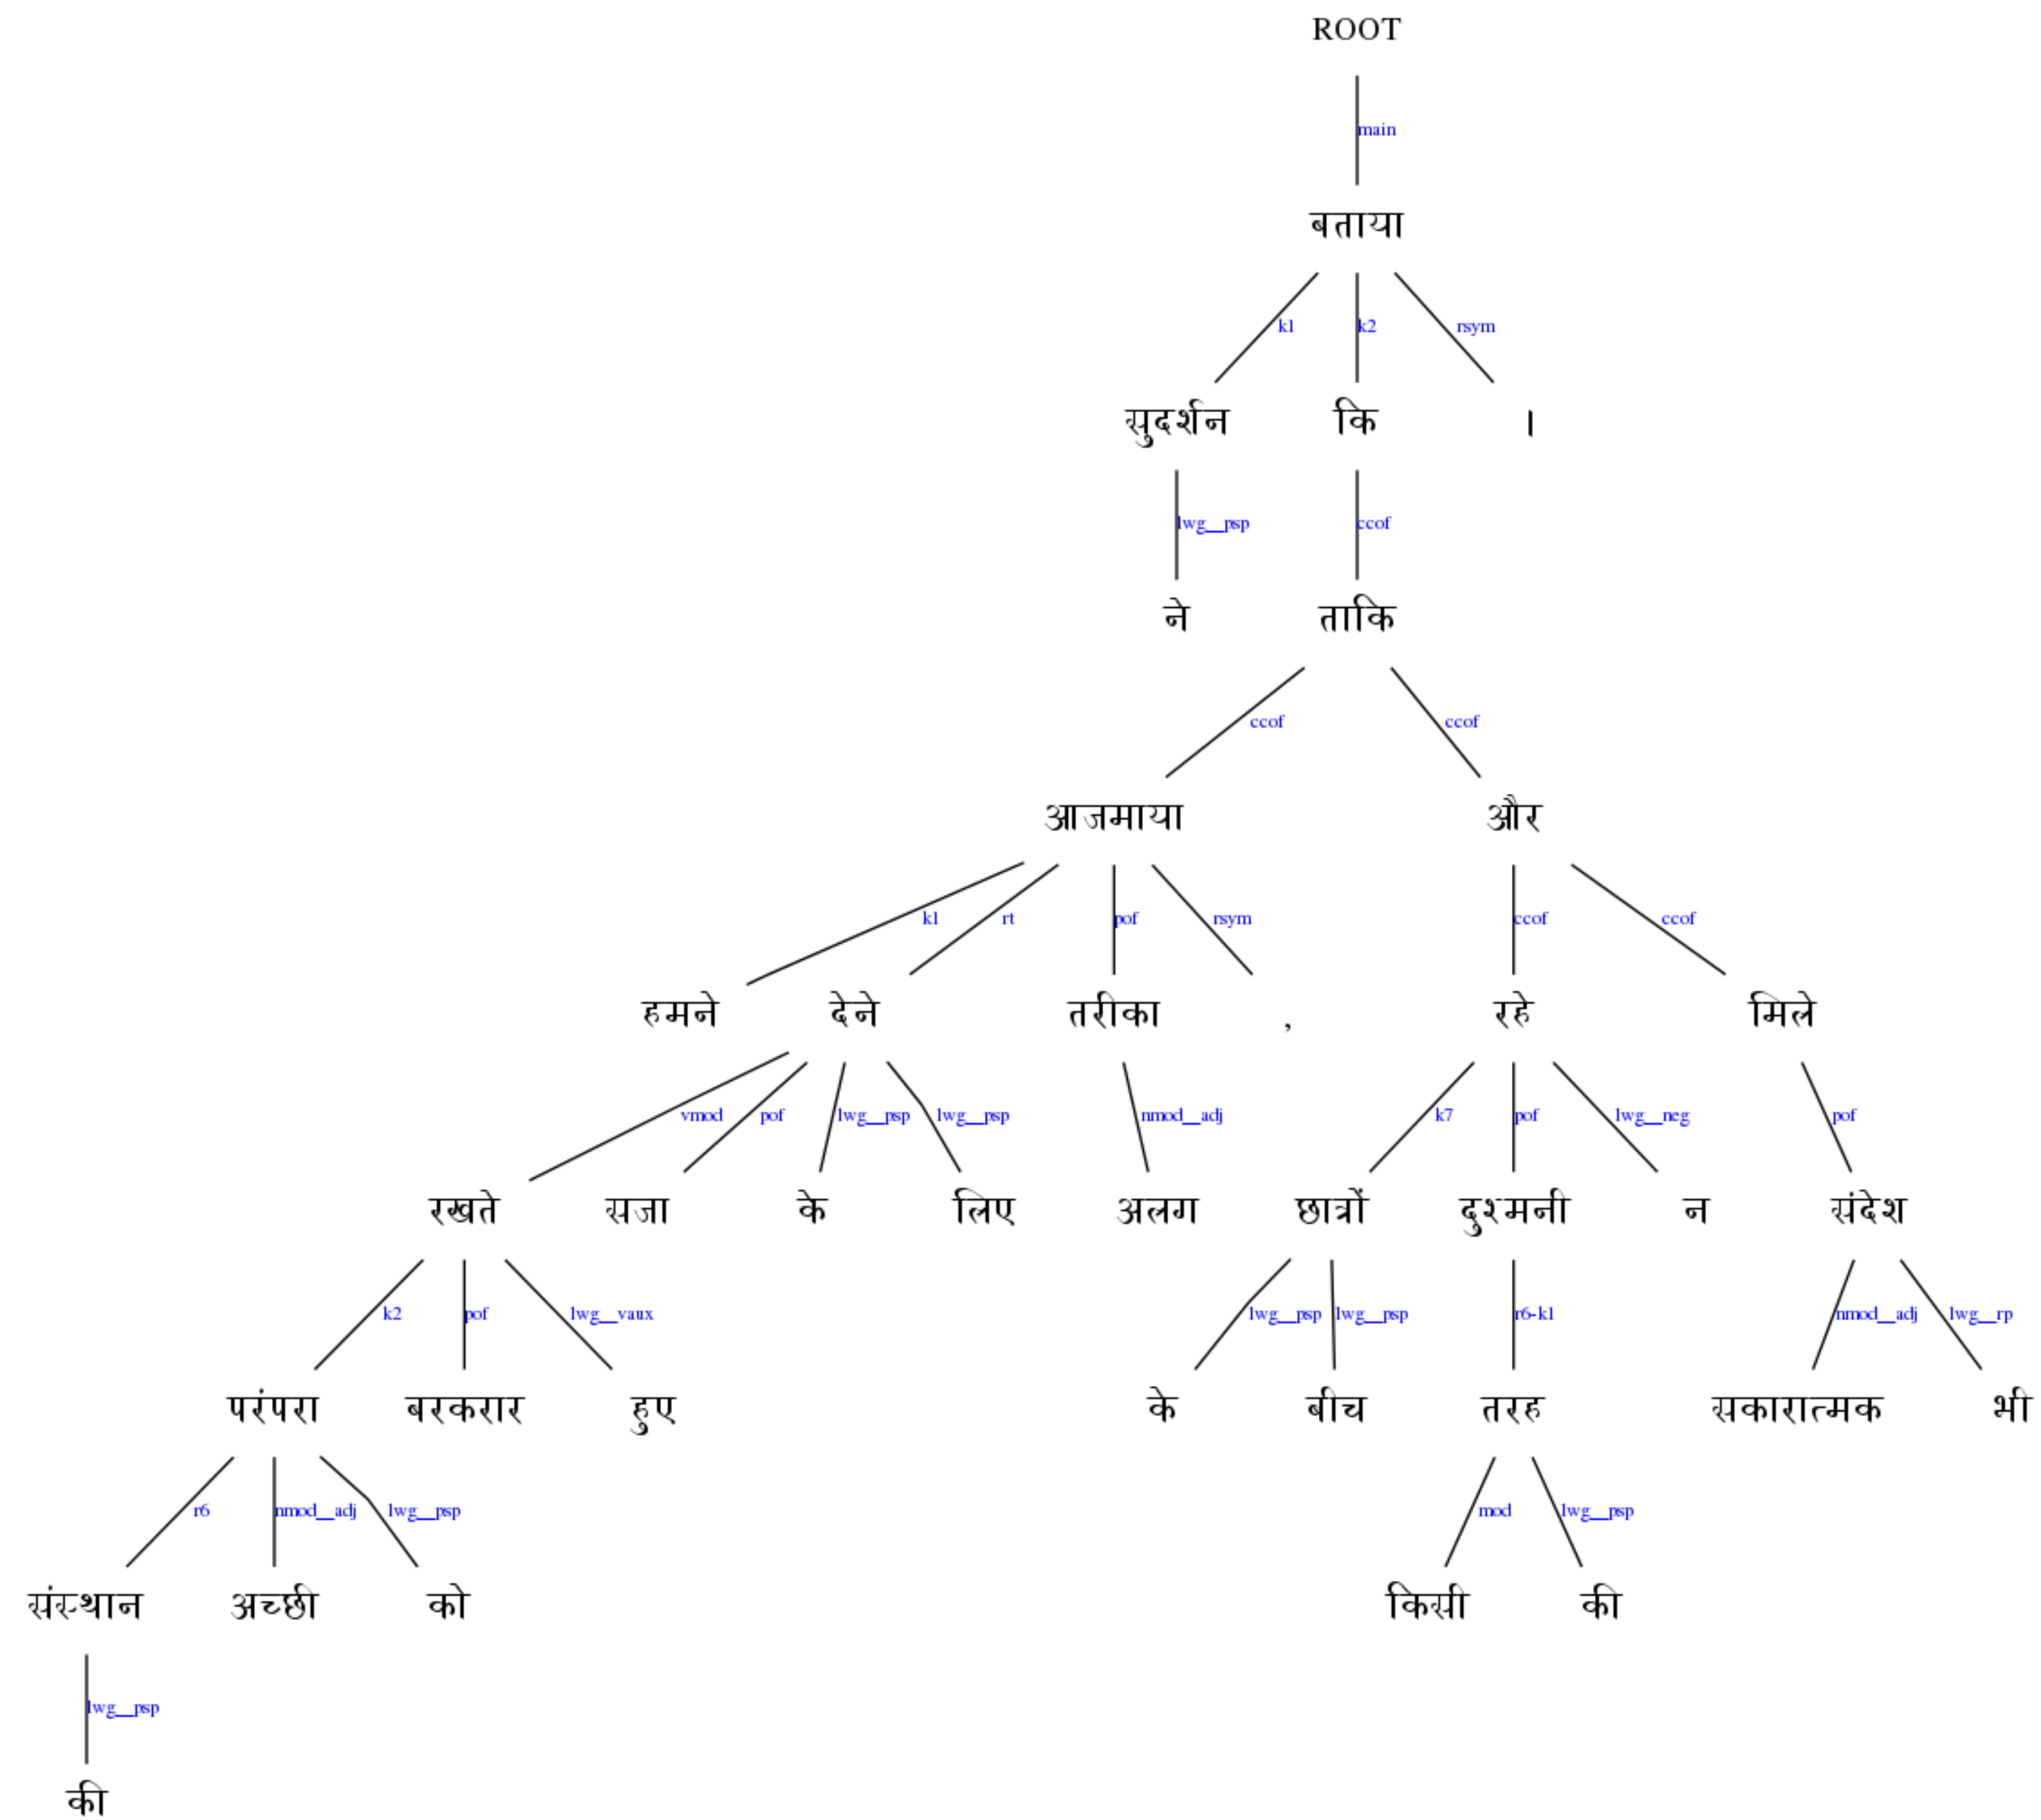 ROOT
main
बताया
k1 k2 rsym
सुदर्शन कि ।
lwg__psp ccof
ने ताकि
ccof ccof
आजमाया और
k1 rt pof rsym ccof ccof
हमने देने तरीका , रहे मिले
vmod pof lwg__psp lwg__psp nmod__adj k7 pof lwg__neg pof
रखते सजा के लिए अलग छात्रों दुश्मनी न संदेश
k2 pof lwg__vaux lwg__psp lwg__psp r6-k1 nmod__adj lwg__rp
परंपरा बरकरार हुए के बीच तरह सकारात्मक भी
r6 nmod__adj lwg__psp mod lwg__psp
संस्थान अच्छी को किसी की
lwg__psp
की